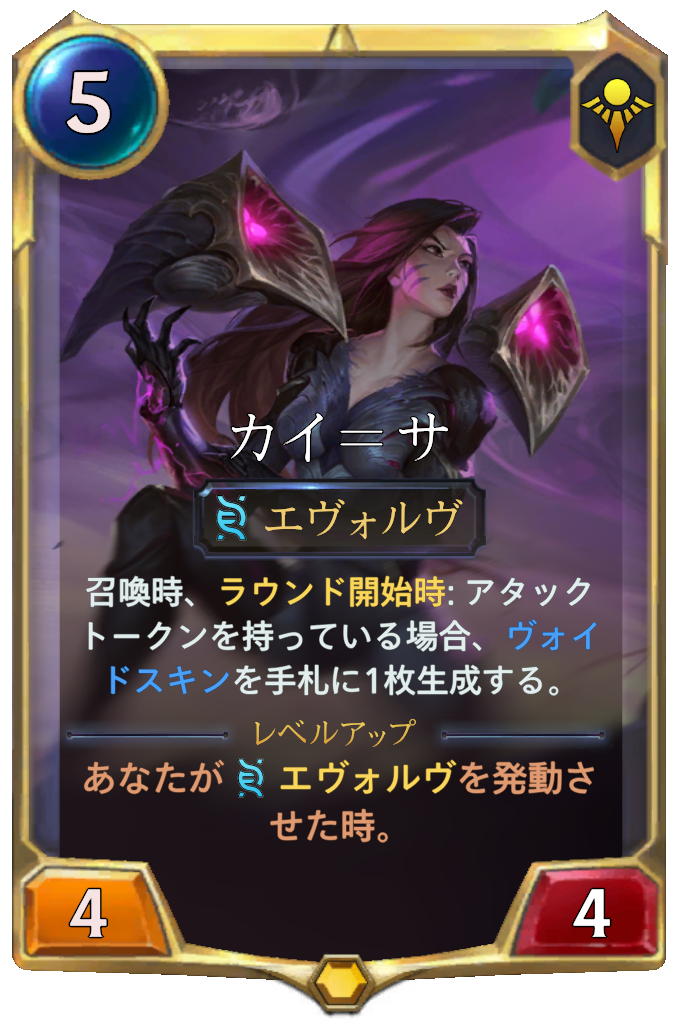 5
カイ＝サ
エヴォルヴ
召喚時、ラウンド開始時: アタック
トークンを持っている場合、ヴォイ
ドスキンを手札に1枚生成する。
レベルアップ
あなたが エヴォルヴを発動さ
せた時。
4
4